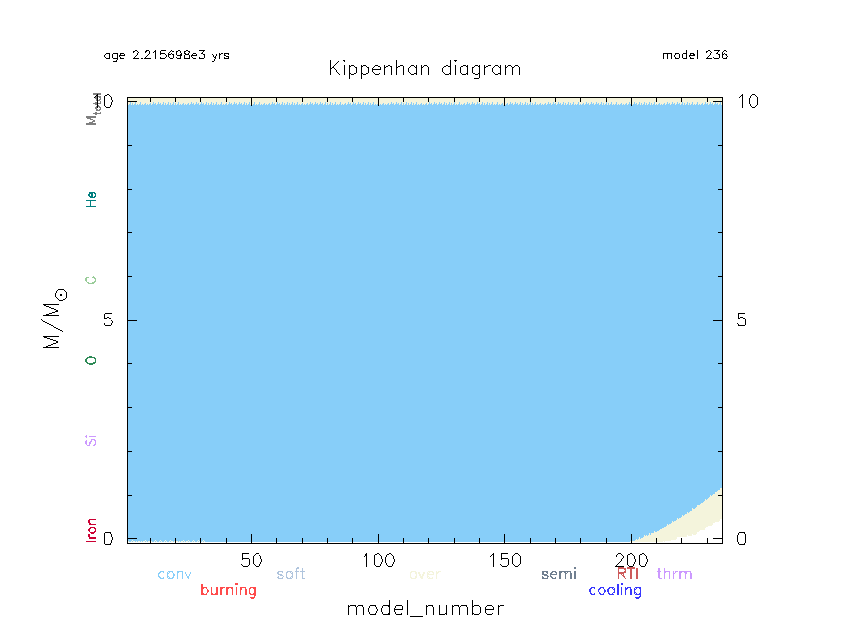 age 2.215698e3 yrs
model 236
Kippenhan diagram
10
10
M_total
He
C
M/M☉
5
5
O
Si
Iron
0
0
50
100
150
200
conv
soft
over
semi
RTI
thrm
burning
cooling
model_number